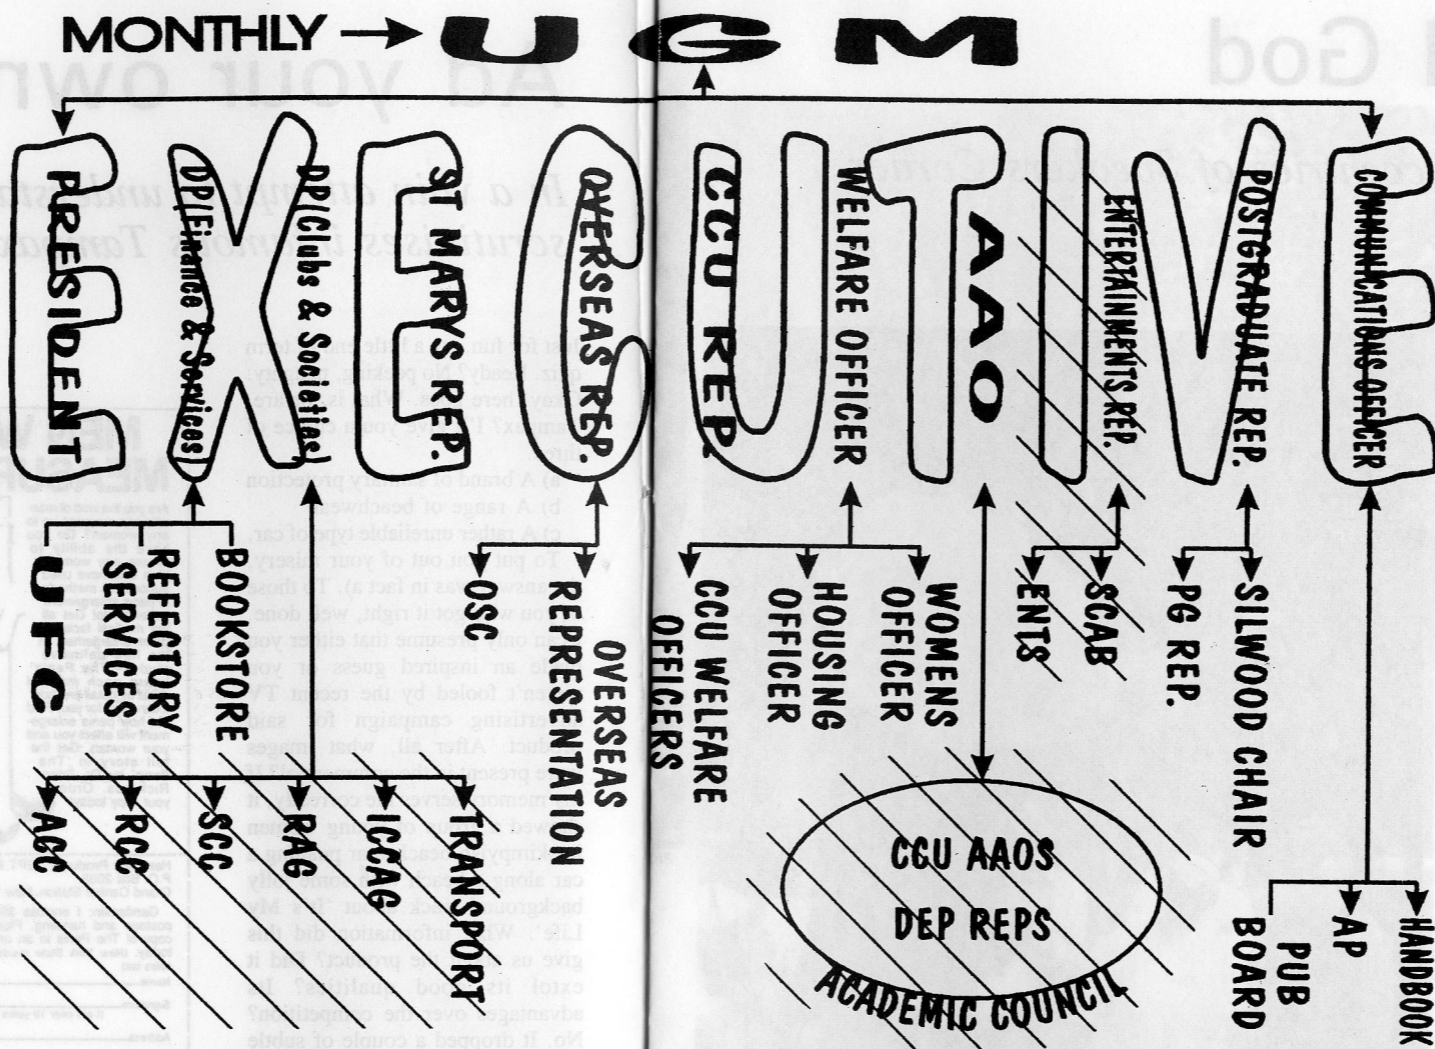 MONTHLY → UGM
EXECUTIVE
PRESIDENT
DP(Finance & Services)
DP(Clubs & Societies)
ST MARYS REP.
OVERSEAS REP
CCU REP
WELFARE OFFICER
AAO
ENTERTAINMENTS REP.
POSTGRADUATE REP.
COMMUNICATIONS OFFICER
UFC
REFECTORY
SERVICES
BOOKSTORE
OSC
OVERSEAS
REPRESENTATION
CCU WELFARE
OFFICERS
HOUSING
OFFICER
WOMENS
OFFICER
ENTS
SCAB
PG REP.
SILWOOD CHAIR
PUB
BOARD
AP
HANDBOOK
ACC
RCC
SCC
RAG
ICCAG
TRANSPORT
CCU AAOS
DEP REPS
ACADEMIC COUNCIL